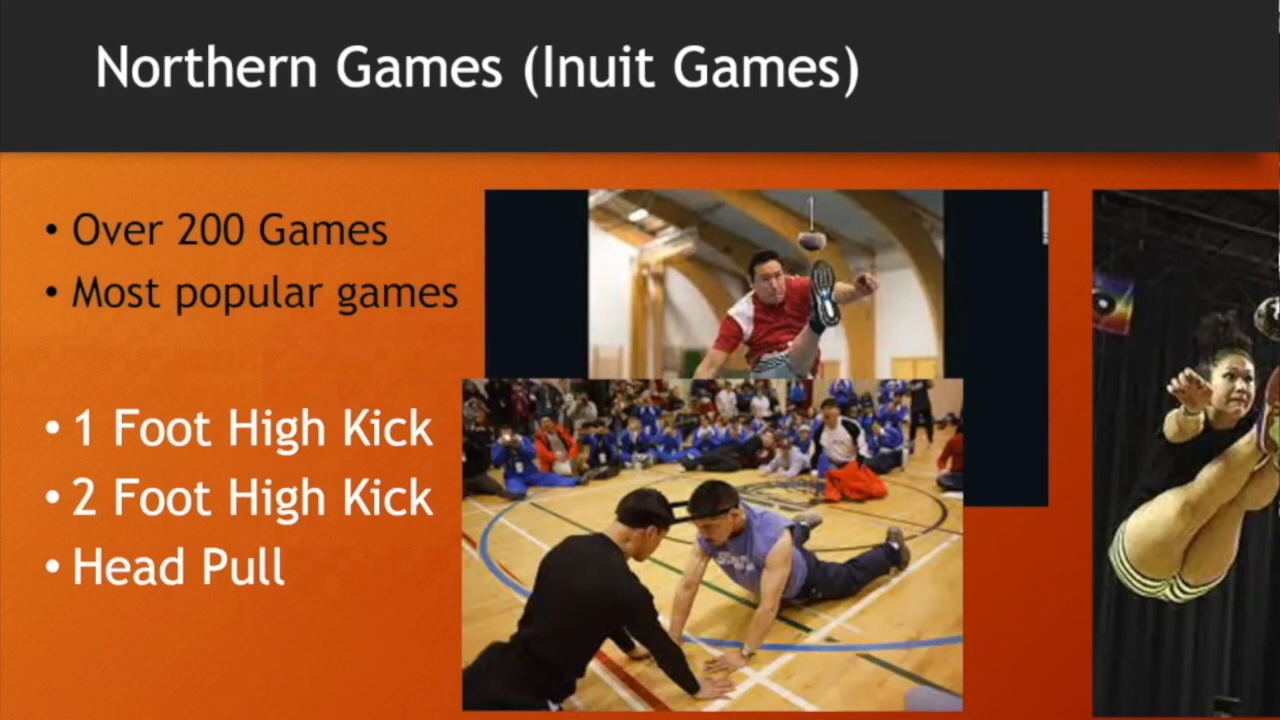 Northern Games (Inuit Games)
• Over 200 Games
• Most popular games
• 1 Foot High Kick
• 2 Foot High Kick
• Head Pull